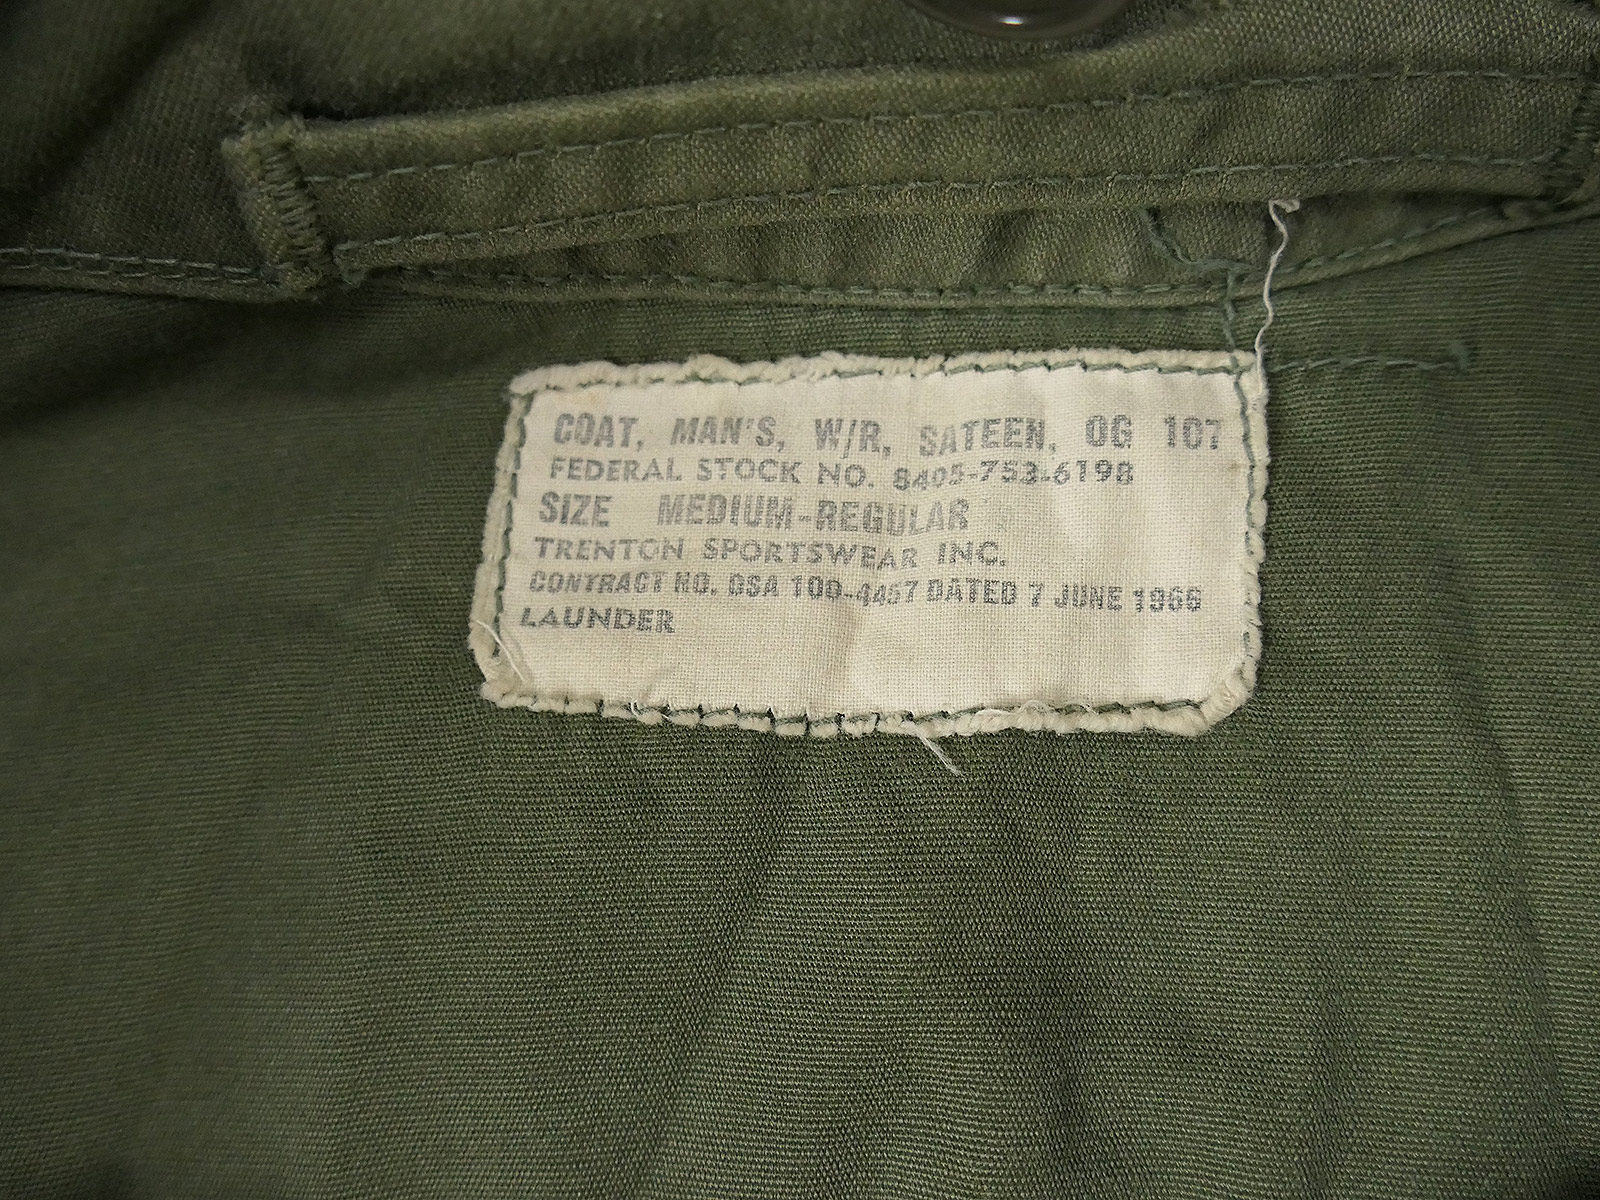 COAT, MAN'S, W/R, SATEEN, OG 107
FEDERAL STOCK NO. 8405-753-6198
SIZE MEDIUM-REGULAR
TRENTON SPORTSWEAR INC.
CONTRACT NO. DSA 100-4457 DATED 7 JUNE 1966
LAUNDER